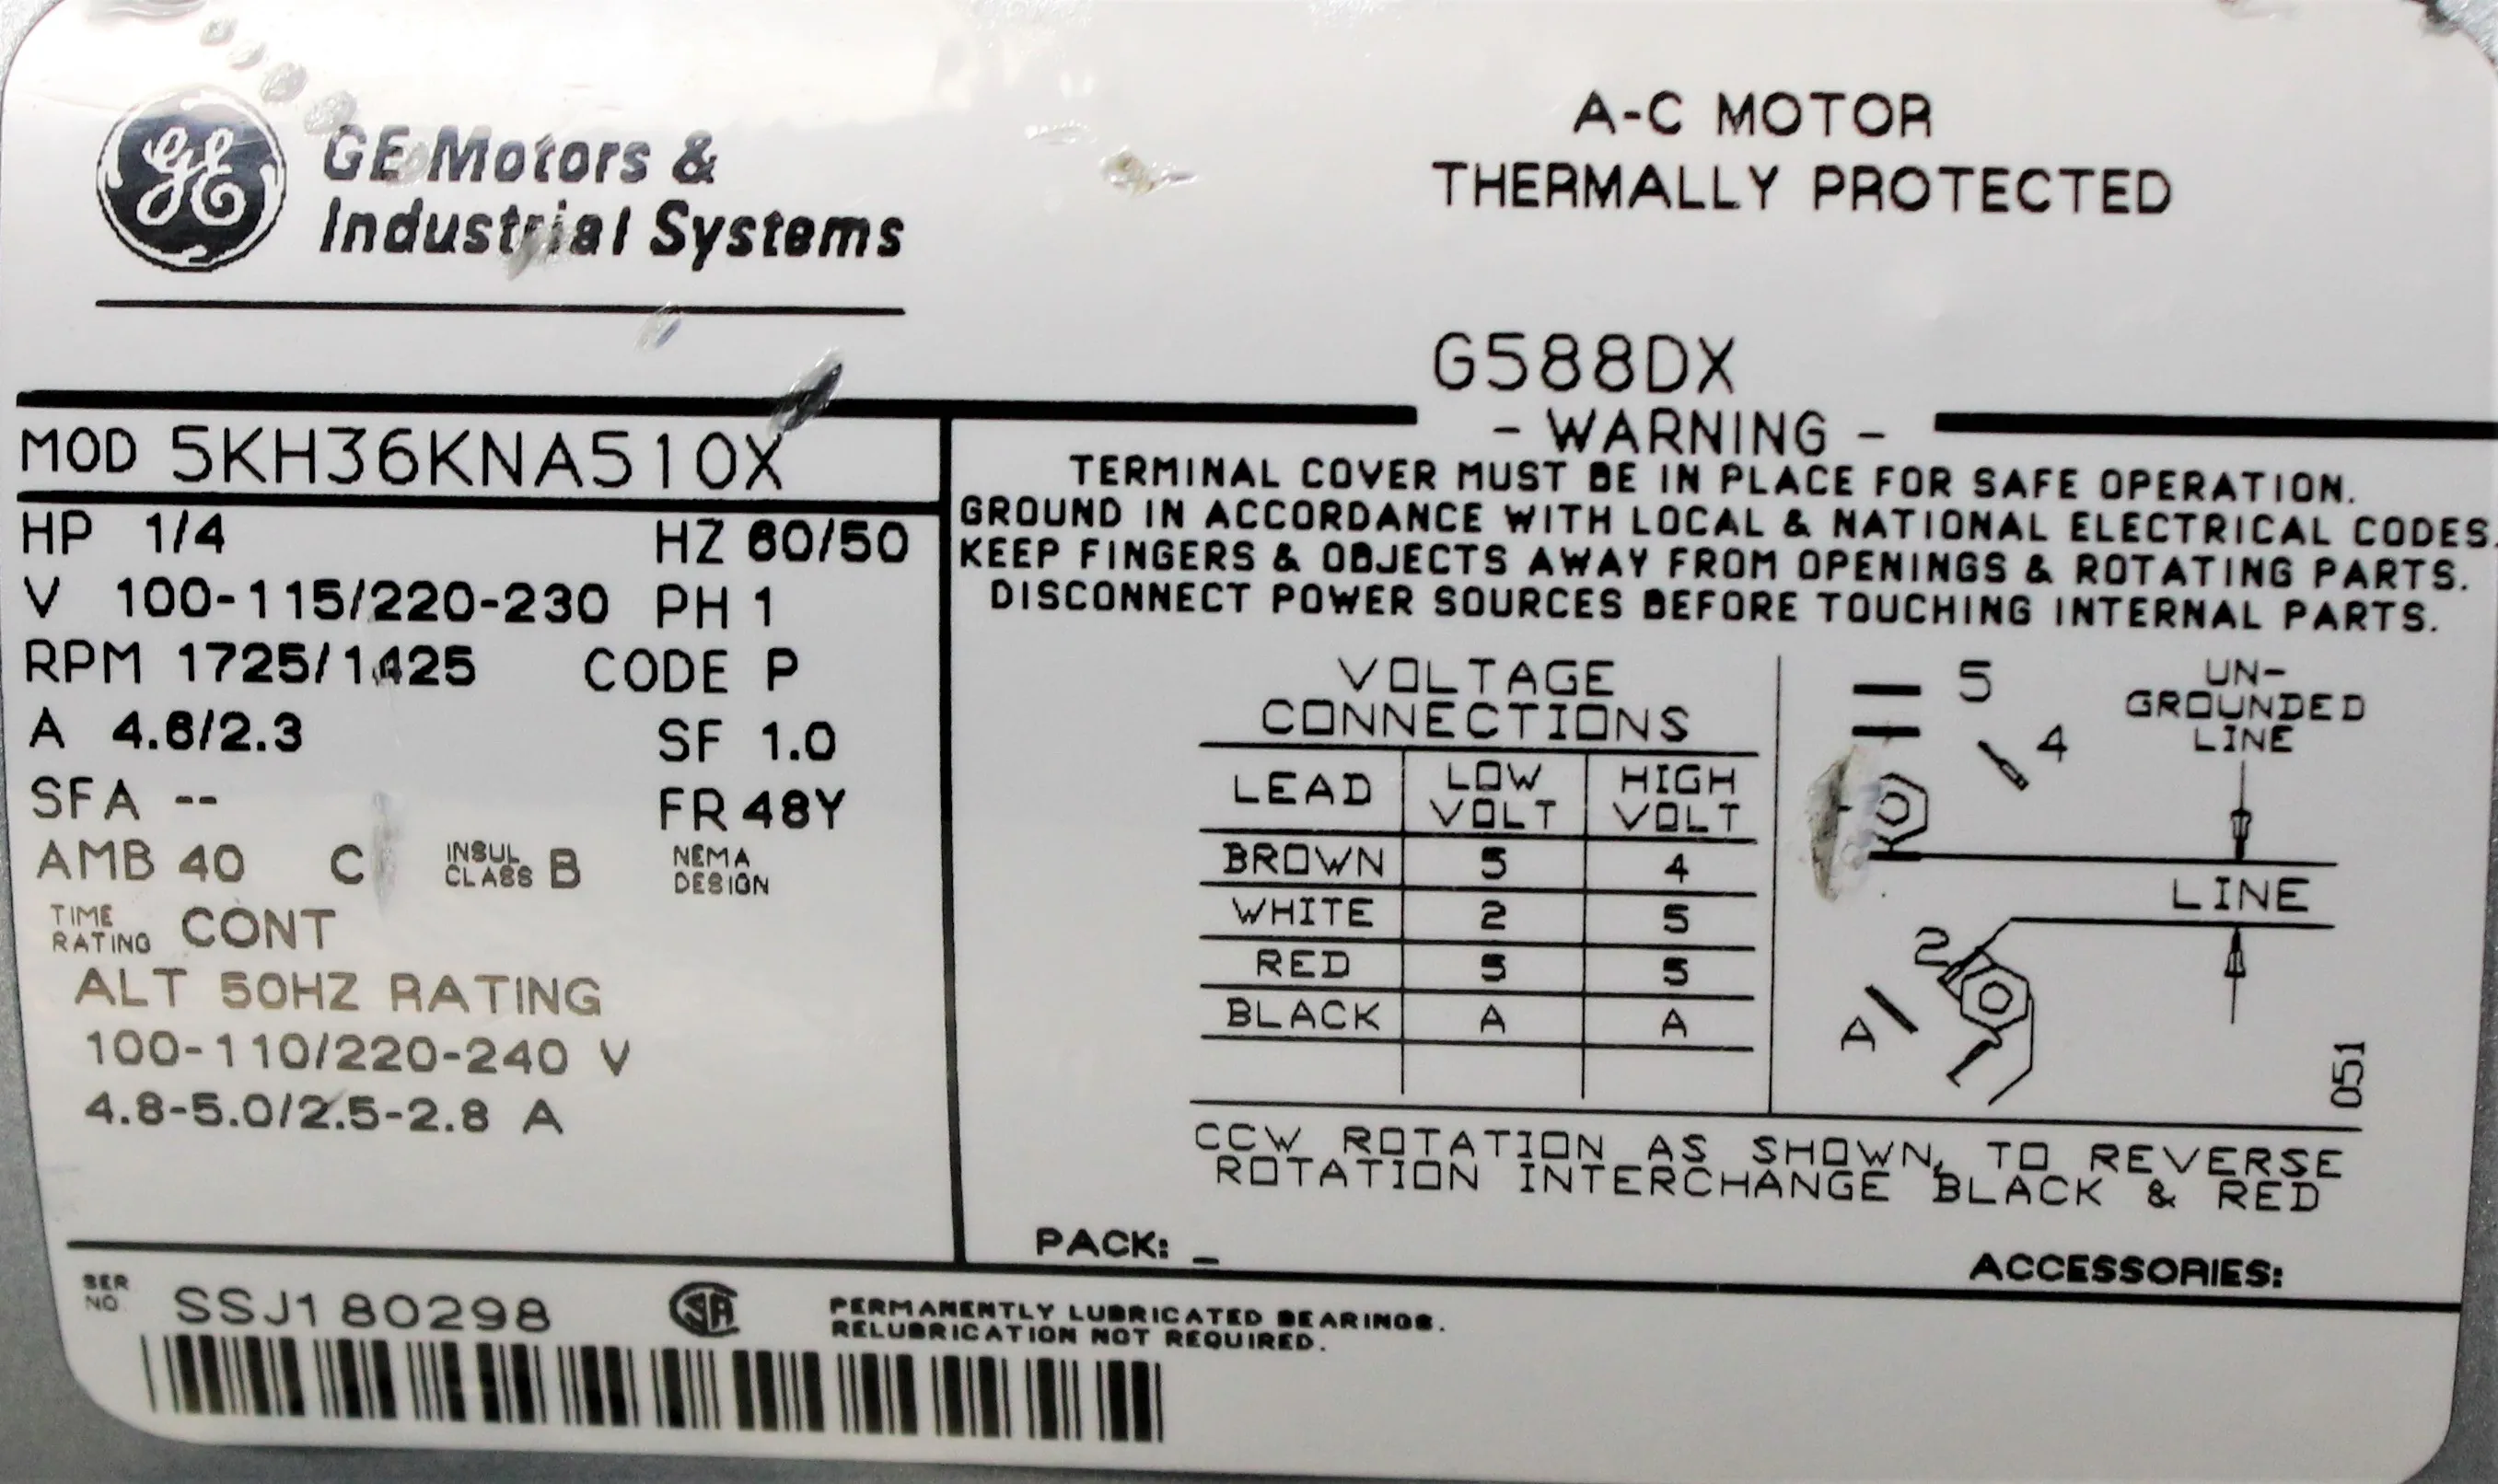 GE
GE Motors &
Industrial Systems
A-C MOTOR
THERMALLY PROTECTED
G588DX
MOD 5KH36KNA510X
HP 1/4 HZ 60/50
V 100-115/220-230 PH 1
RPM 1725/1425 CODE P
A 4.6/2.3 SF 1.0
SFA -- FR 48Y
AMB 40 C INSUL CLASS B NEMA DESIGN
TIME RATING CONT
ALT 50HZ RATING
100-110/220-240 V
4.8-5.0/2.5-2.8 A
- WARNING -
TERMINAL COVER MUST BE IN PLACE FOR SAFE OPERATION.
GROUND IN ACCORDANCE WITH LOCAL & NATIONAL ELECTRICAL CODES.
KEEP FINGERS & OBJECTS AWAY FROM OPENINGS & ROTATING PARTS.
DISCONNECT POWER SOURCES BEFORE TOUCHING INTERNAL PARTS.
VOLTAGE
CONNECTIONS
LEAD LOW VOLT HIGH VOLT
BROWN 5 4
WHITE 2 5
RED 5 5
BLACK A A
5
4
UN-
GROUNDED
LINE
LINE
2
A
051
CCW ROTATION AS SHOWN, TO REVERSE
ROTATION INTERCHANGE BLACK & RED
PACK: _
ACCESSORIES:
SER NO SSJ180298
SA
PERMANENTLY LUBRICATED BEARINGS.
RELUBRICATION NOT REQUIRED.